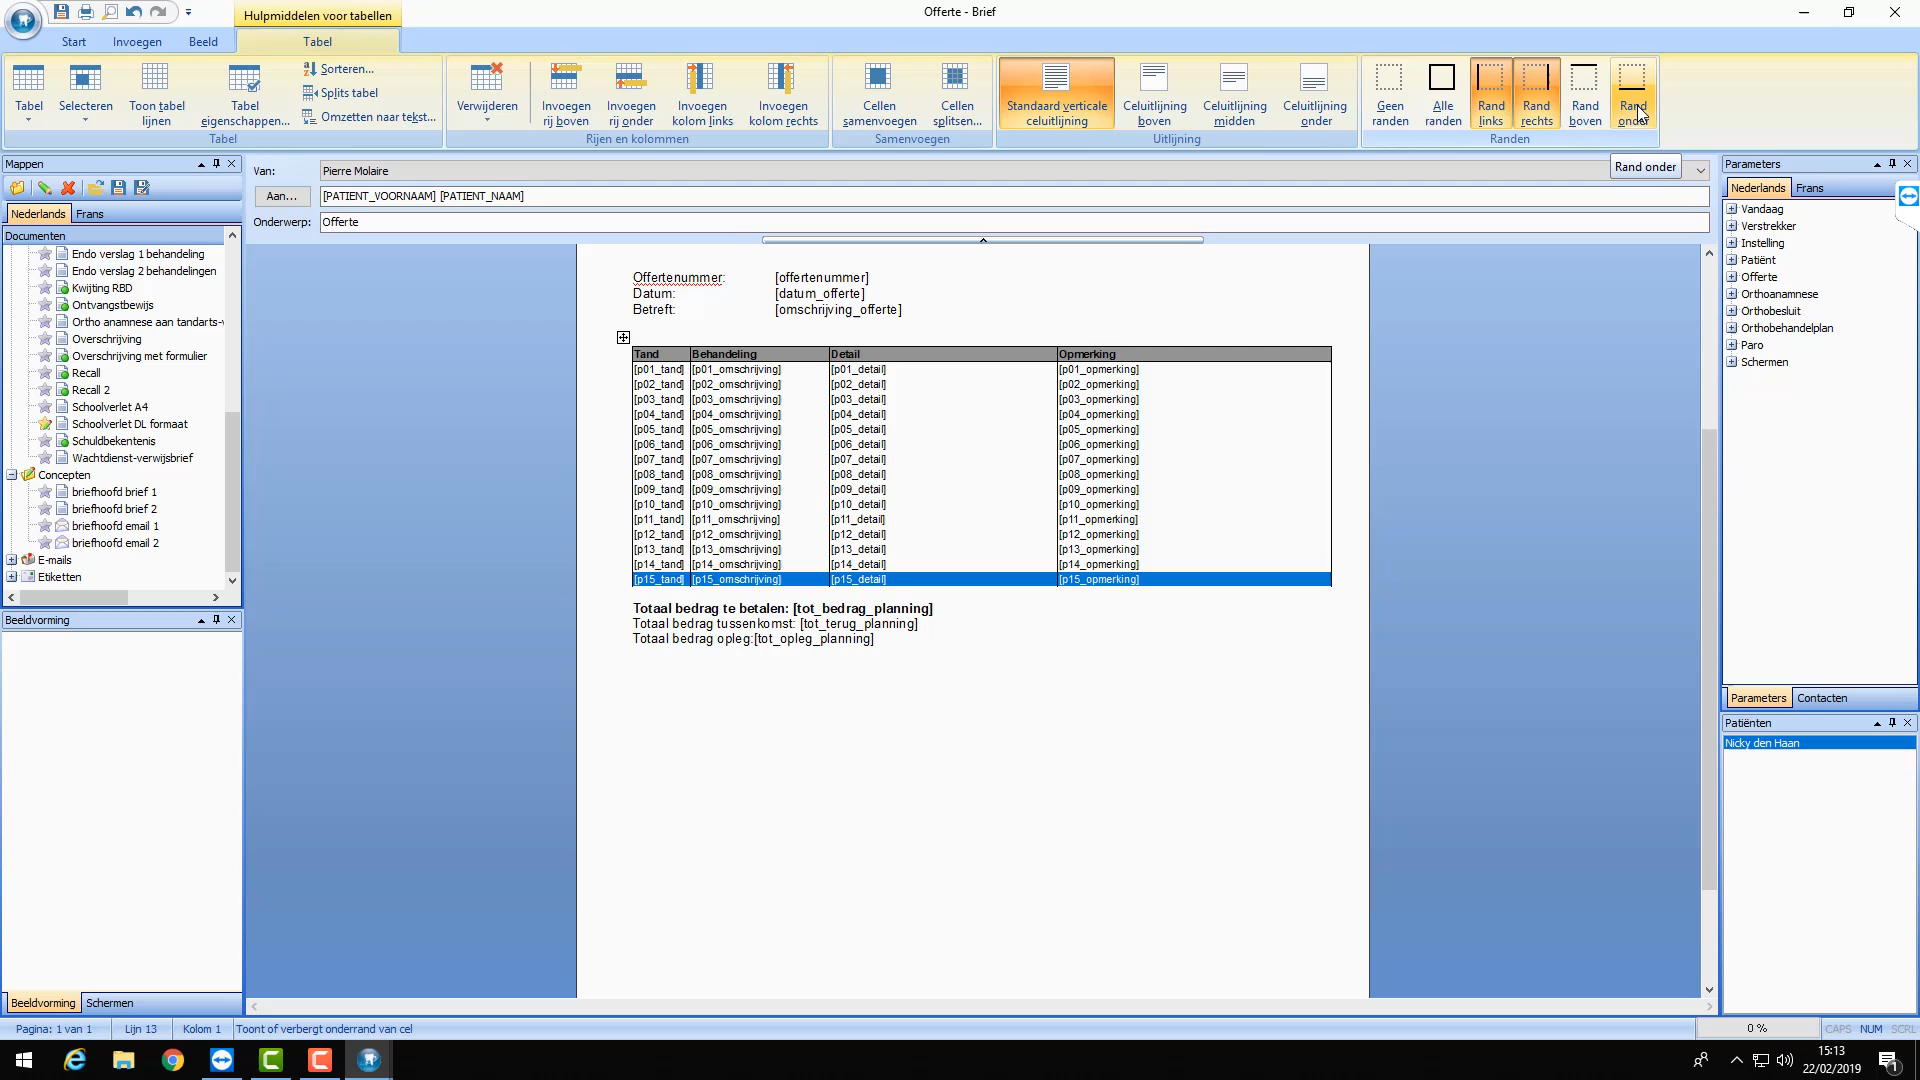 Hulpmiddelen voor tabellen
Offerte - Brief
Start
Invoegen
Beeld
Tabel
Tabel
Selecteren
Toon tabel lijnen
Tabel eigenschappen...
Sorteren...
Splits tabel
Omzetten naar tekst...
Tabel
Verwijderen
Invoegen rij boven
Invoegen rij onder
Invoegen kolom links
Invoegen kolom rechts
Rijen en kolommen
Cellen samenvoegen
Cellen splitsen...
Samenvoegen
Standaard verticale celuitlijning
Celuitlijning boven
Celuitlijning midden
Celuitlijning onder
Uitlijning
Geen randen
Alle randen
Rand links
Rand rechts
Rand boven
Rand onder
Randen
Rand onder
Mappen
Nederlands
Frans
Documenten
Endo verslag 1 behandeling
Endo verslag 2 behandelingen
Kwijting RBD
Ontvangstbewijs
Ortho anamnese aan tandarts-v
Overschrijving
Overschrijving met formulier
Recall
Recall 2
Schoolverlet A4
Schoolverlet DL formaat
Schuldbekentenis
Wachtdienst-verwijsbrief
Concepten
briefhoofd brief 1
briefhoofd brief 2
briefhoofd email 1
briefhoofd email 2
E-mails
Etiketten
Beeldvorming
Beeldvorming
Schermen
Van:
Pierre Molaire
Aan...
[PATIENT_VOORNAAM] [PATIENT_NAAM]
Onderwerp:
Offerte
Offertenummer: [offertenummer]
Datum: [datum_offerte]
Betreft: [omschrijving_offerte]
Tand Behandeling Detail Opmerking
[p01_tand] [p01_omschrijving] [p01_detail] [p01_opmerking]
[p02_tand] [p02_omschrijving] [p02_detail] [p02_opmerking]
[p03_tand] [p03_omschrijving] [p03_detail] [p03_opmerking]
[p04_tand] [p04_omschrijving] [p04_detail] [p04_opmerking]
[p05_tand] [p05_omschrijving] [p05_detail] [p05_opmerking]
[p06_tand] [p06_omschrijving] [p06_detail] [p06_opmerking]
[p07_tand] [p07_omschrijving] [p07_detail] [p07_opmerking]
[p08_tand] [p08_omschrijving] [p08_detail] [p08_opmerking]
[p09_tand] [p09_omschrijving] [p09_detail] [p09_opmerking]
[p10_tand] [p10_omschrijving] [p10_detail] [p10_opmerking]
[p11_tand] [p11_omschrijving] [p11_detail] [p11_opmerking]
[p12_tand] [p12_omschrijving] [p12_detail] [p12_opmerking]
[p13_tand] [p13_omschrijving] [p13_detail] [p13_opmerking]
[p14_tand] [p14_omschrijving] [p14_detail] [p14_opmerking]
[p15_tand] [p15_omschrijving] [p15_detail] [p15_opmerking]
Totaal bedrag te betalen: [tot_bedrag_planning]
Totaal bedrag tussenkomst: [tot_terug_planning]
Totaal bedrag opleg:[tot_opleg_planning]
Parameters
Nederlands
Frans
Vandaag
Verstrekker
Instelling
Patiënt
Offerte
Orthoanamnese
Orthobesluit
Orthobehandelplan
Paro
Schermen
Parameters
Contacten
Patiënten
Nicky den Haan
Pagina: 1 van 1
Lijn 13
Kolom 1
Toont of verbergt onderrand van cel
0 %
CAPS NUM SCRL
15:13
22/02/2019
1